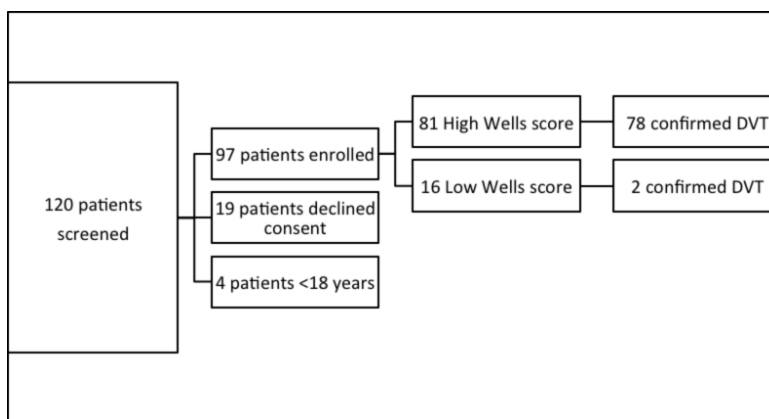 120 patients
screened
97 patients enrolled
19 patients declined
consent
4 patients <18 years
81 High Wells score
16 Low Wells score
78 confirmed DVT
2 confirmed DVT